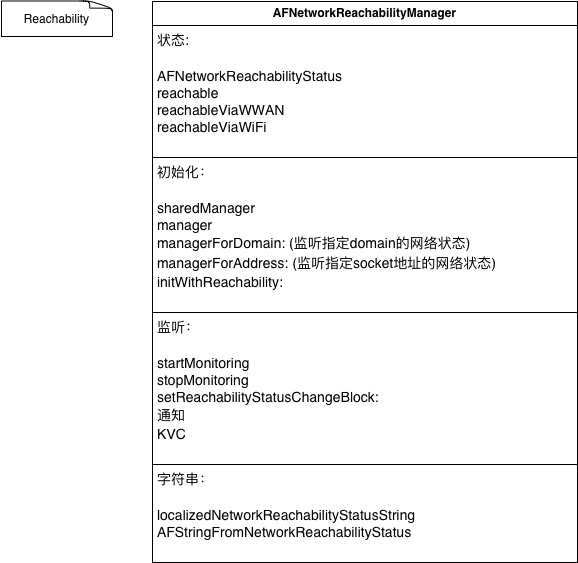 Reachability
AFNetworkReachabilityManager
状态:
AFNetworkReachabilityStatus
reachable
reachableViaWWAN
reachableViaWiFi
初始化：
sharedManager
manager
managerForDomain: (监听指定domain的网络状态)
managerForAddress: (监听指定socket地址的网络状态)
initWithReachability:
监听：
startMonitoring
stopMonitoring
setReachabilityStatusChangeBlock:
通知
KVC
字符串：
localizedNetworkReachabilityStatusString
AFStringFromNetworkReachabilityStatus